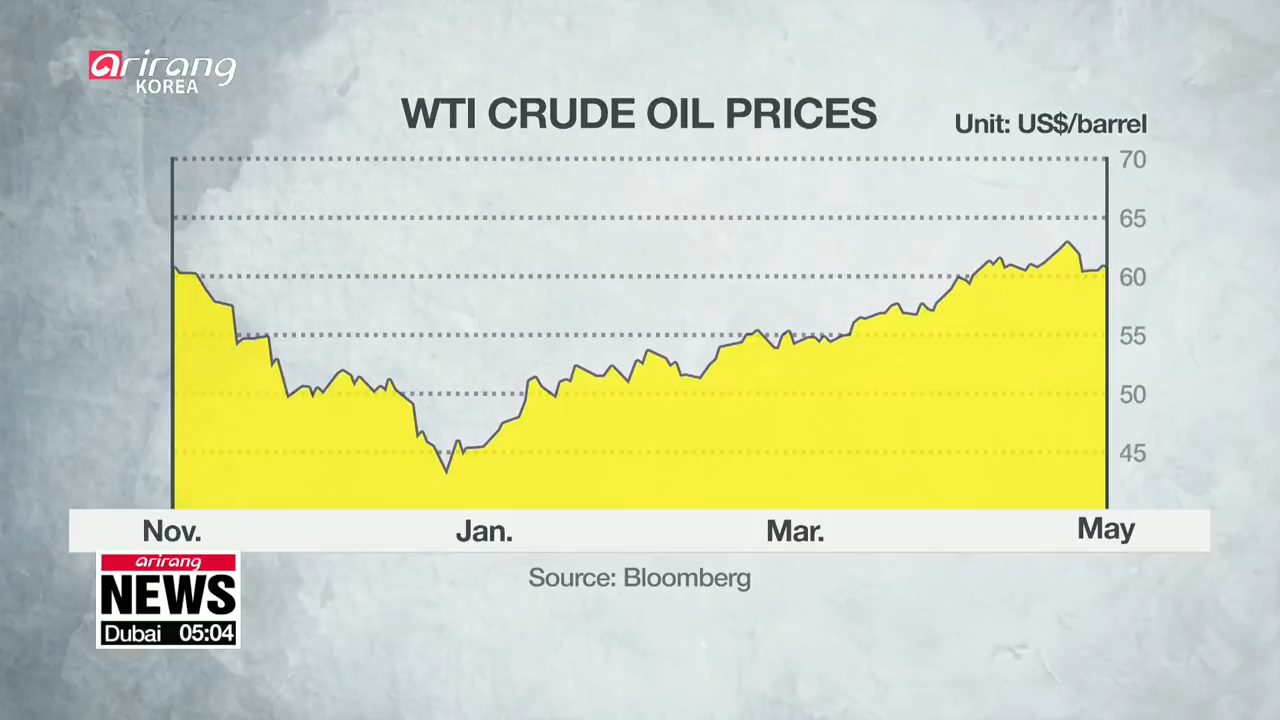 arirang
KOREA
WTI CRUDE OIL PRICES
Unit: US$/barrel
70
65
60
55
50
45
Nov. Jan. Mar. May
Source: Bloomberg
arirang
NEWS
Dubai 05:04